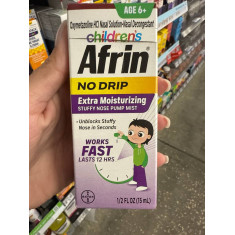 AGE 6+
Oxymetazoline HCl Nasal Solution-Nasal Decongestant
children's
Afrin®
NO DRIP
Extra Moisturizing
STUFFY NOSE PUMP MIST
•Unblocks Stuffy
Nose in Seconds
WORKS
FAST
LASTS 12 HRS
BAYER
1/2 FL OZ (15 mL)